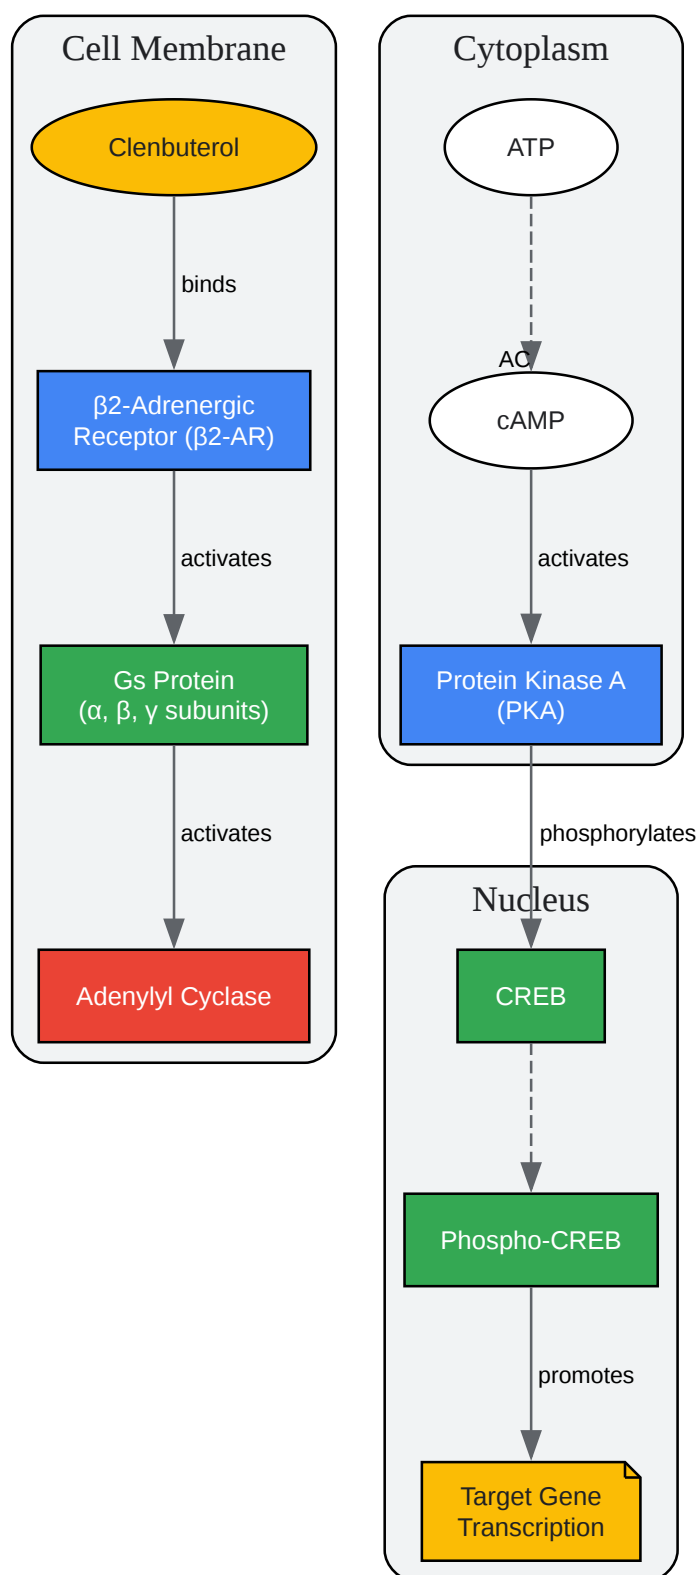 Cell Membrane
Clenbuterol
binds
β2-Adrenergic
Receptor (β2-AR)
activates
Gs Protein
(α, β, γ subunits)
activates
Adenylyl Cyclase
Cytoplasm
ATP
AC
cAMP
activates
Protein Kinase A
(PKA)
phosphorylates
Nucleus
CREB
Phospho-CREB
promotes
Target Gene
Transcription